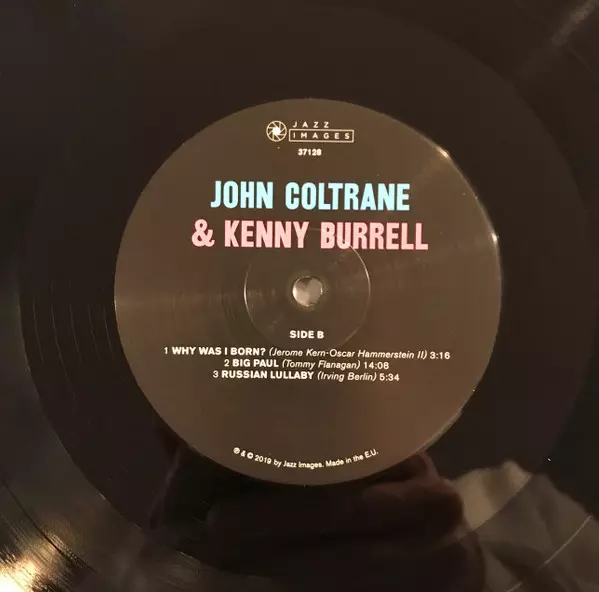 JAZZ
IMAGES
37128
JOHN COLTRANE
& KENNY BURRELL
SIDE B
1 WHY WAS I BORN? (Jerome Kern-Oscar Hammerstein II) 3:16
2 BIG PAUL (Tommy Flanagan) 14:08
3 RUSSIAN LULLABY (Irving Berlin) 5:34
℗ & © 2019 by Jazz Images. Made in the E.U.